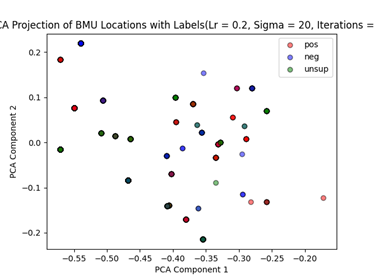 CA Projection of BMU Locations with Labels(Lr = 0.2, Sigma = 20, Iterations =
pos
neg
unsup
0.2
0.1
0.0
−0.1
−0.2
PCA Component 2
−0.55 −0.50 −0.45 −0.40 −0.35 −0.30 −0.25 −0.20
PCA Component 1